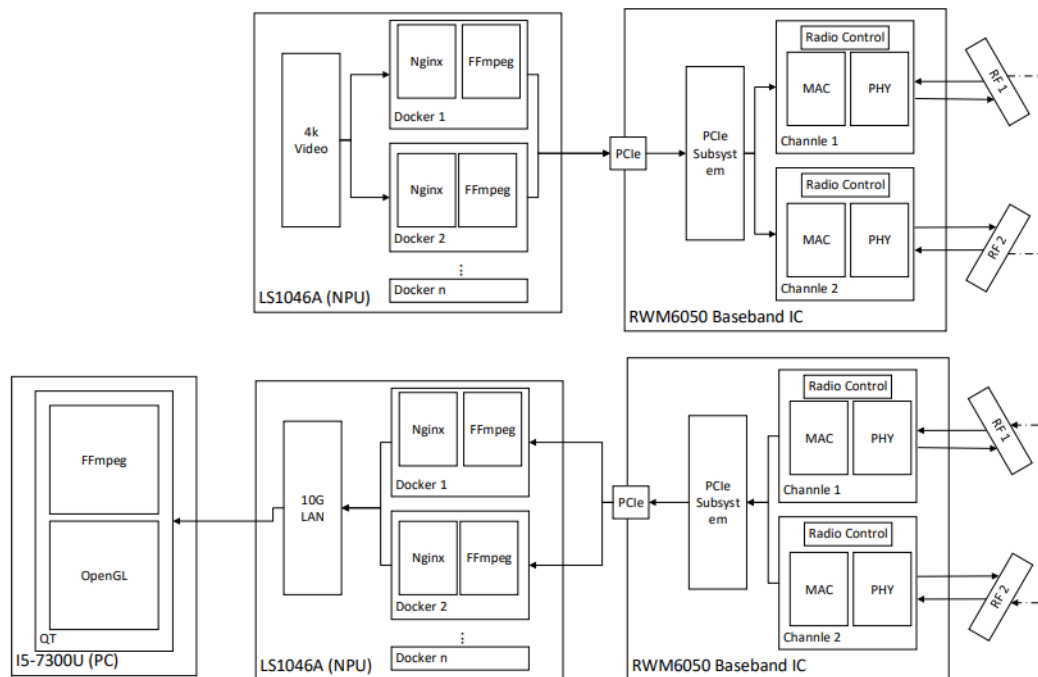 Radio Control
Nginx
FFmpeg
MAC
PHY
RF 1
4k
Video
Docker 1
PCIe
PCIe
Subsyst
em
Channle 1
Radio Control
Nginx
FFmpeg
MAC
PHY
RF 2
Docker 2
⋮
Docker n
Channle 2
LS1046A (NPU)
RWM6050 Baseband IC
Radio Control
Nginx
FFmpeg
MAC
PHY
RF 1
FFmpeg
Docker 1
Channle 1
10G
LAN
PCIe
PCIe
Subsyst
em
Radio Control
OpenGL
Nginx
FFmpeg
MAC
PHY
RF 2
Docker 2
⋮
Channle 2
QT
Docker n
I5-7300U (PC)
LS1046A (NPU)
RWM6050 Baseband IC